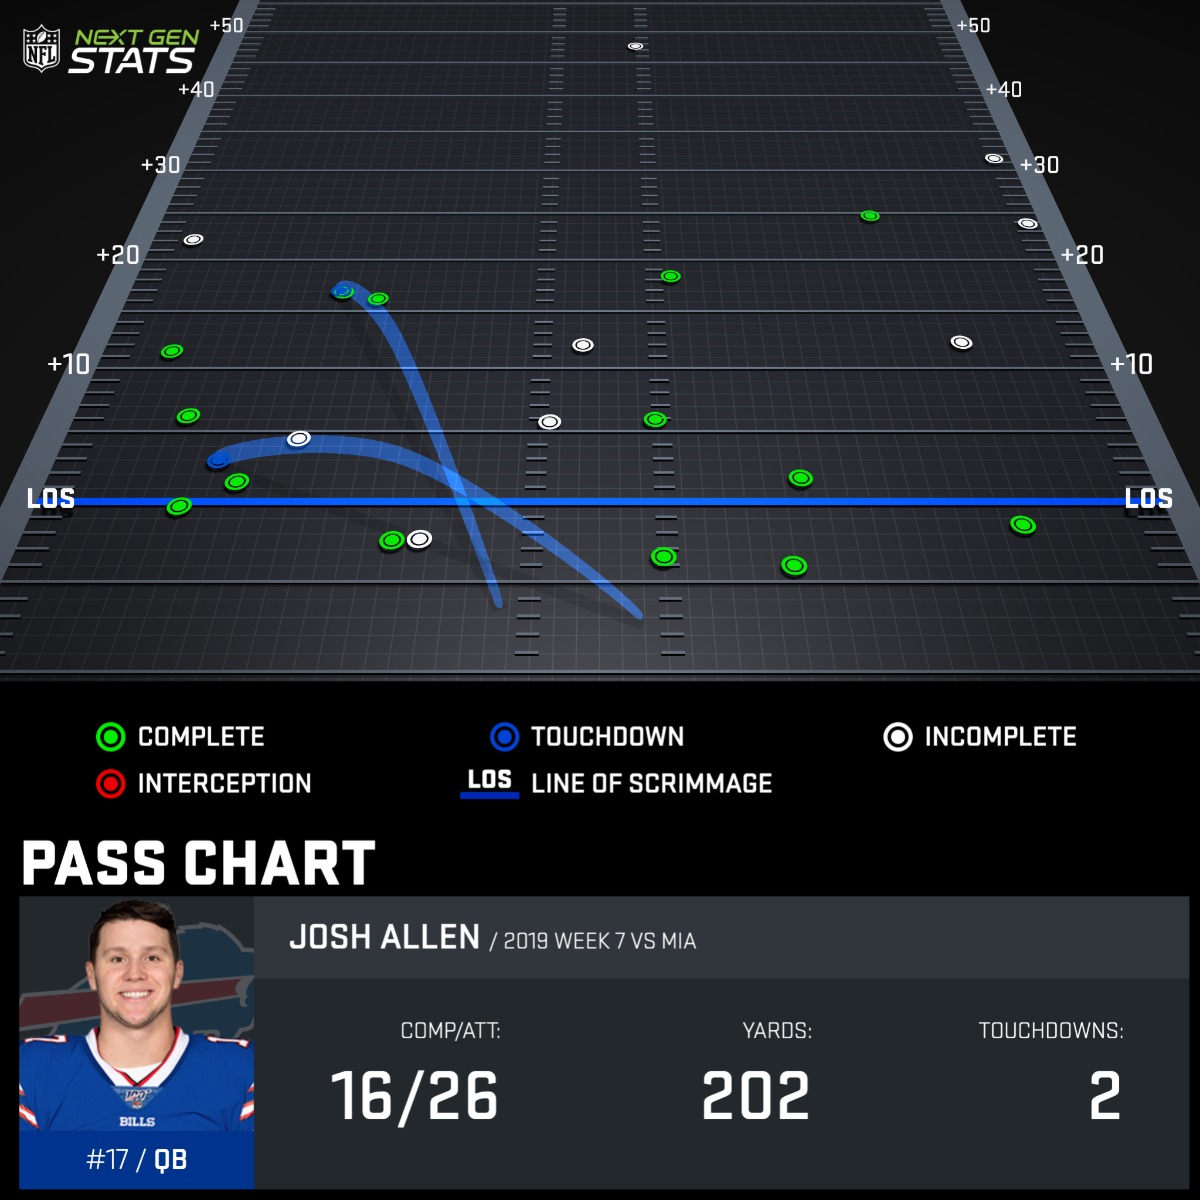 +50 +50
NFL NEXT GEN
STATS
+40 +40
+30 +30
+20 +20
+10 +10
LOS LOS
COMPLETE TOUCHDOWN INCOMPLETE
INTERCEPTION LOS LINE OF SCRIMMAGE
PASS CHART
JOSH ALLEN / 2019 WEEK 7 VS MIA
COMP/ATT: YARDS: TOUCHDOWNS:
16/26 202 2
BILLS
#17 / QB